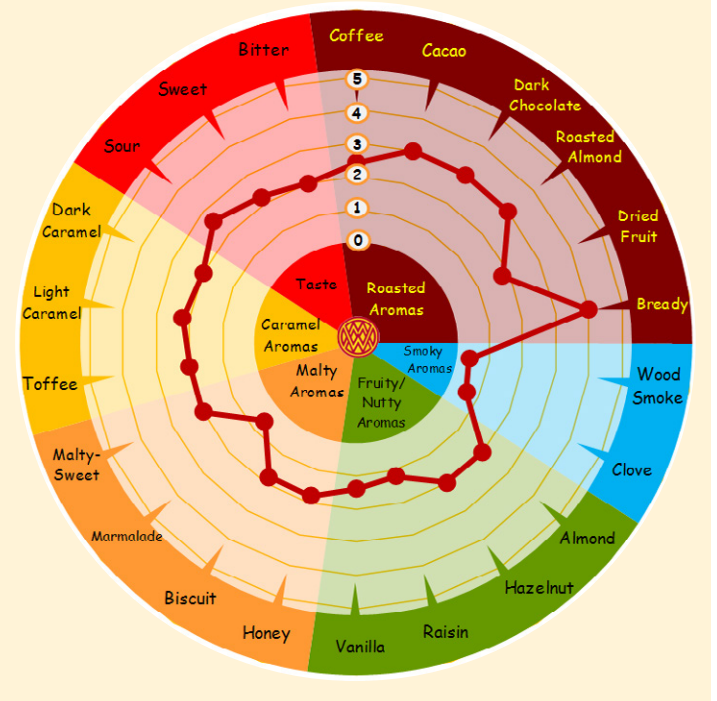 Coffee
Cacao
Dark
Chocolate
Roasted
Almond
Dried
Fruit
Bready
Wood
Smoke
Clove
Almond
Hazelnut
Raisin
Vanilla
Honey
Biscuit
Marmalade
Malty-
Sweet
Toffee
Light
Caramel
Dark
Caramel
Sour
Sweet
Bitter
5
4
3
2
1
0
Taste
Roasted
Aromas
Caramel
Aromas
Smoky
Aromas
Malty
Aromas
Fruity/
Nutty
Aromas